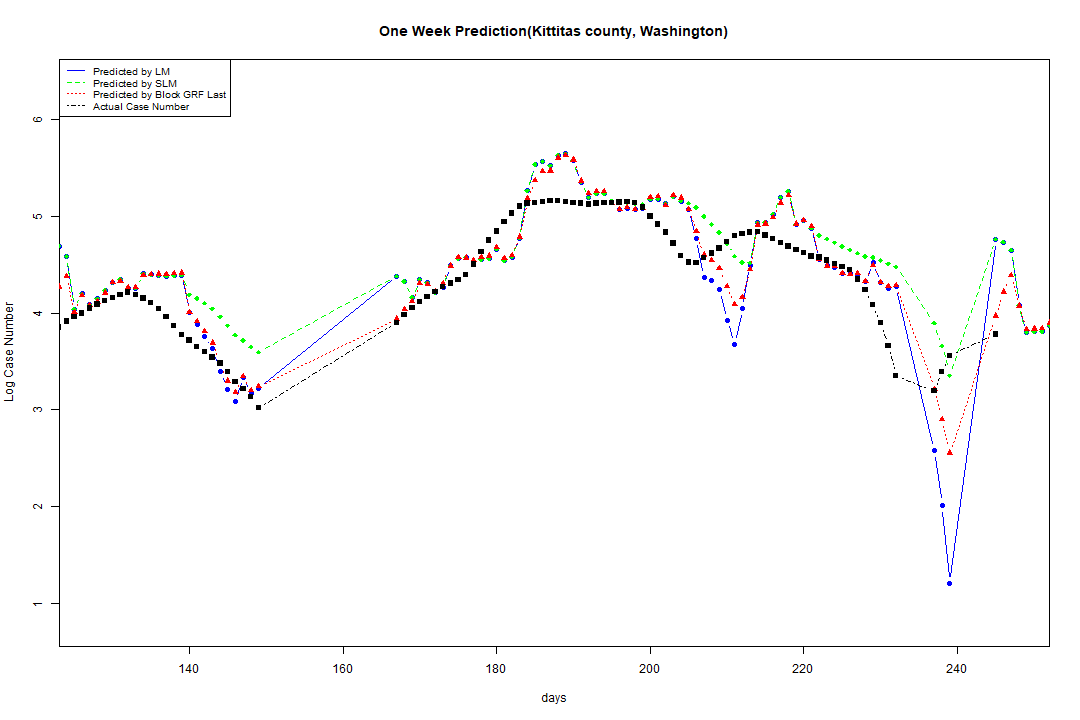 One Week Prediction(Kittitas county, Washington)
Predicted by LM
Predicted by SLM
Predicted by Block GRF Last
Actual Case Number
Log Case Number
6
5
4
3
2
1
140 160 180 200 220 240
days